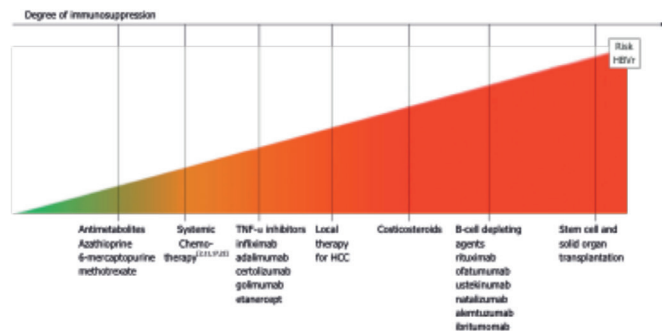 Degree of immunosuppression
Risk
HBVr
Antimetabolites
Azathioprine
6-mercaptopurine
methotrexate
Systemic
Chemo-
therapy
TNF-α inhibitors
infliximab
adalimumab
certolizumab
golimumab
etanercept
Local
therapy
for HCC
Costicosteroids
B-cell depleting
agents
rituximab
ofatumumab
ustekinumab
natalizumab
alemtuzumab
ibritumomab
Stem cell and
solid organ
transplantation